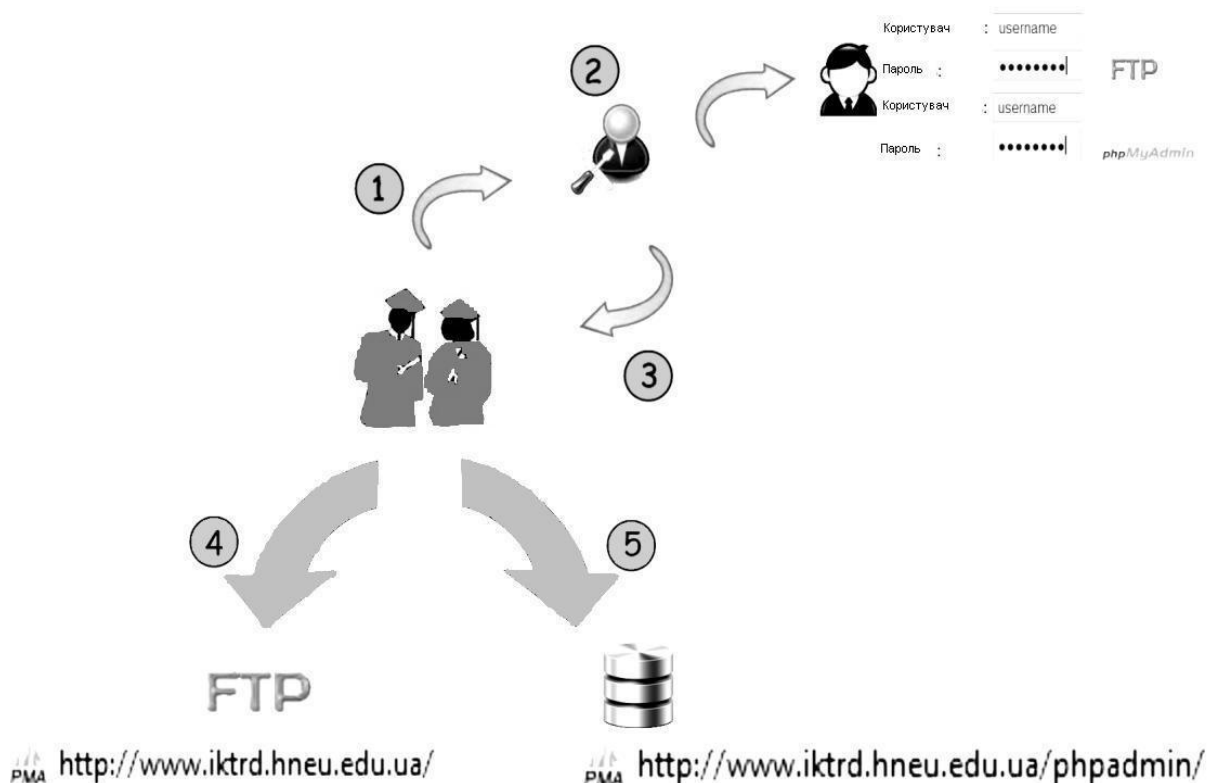 Користувач : username
Пароль : ••••••••
FTP
Користувач : username
Пароль : ••••••••
phpMyAdmin
2
1
3
4
5
FTP
PMA http://www.iktrd.hneu.edu.ua/
PMA http://www.iktrd.hneu.edu.ua/phpadmin/